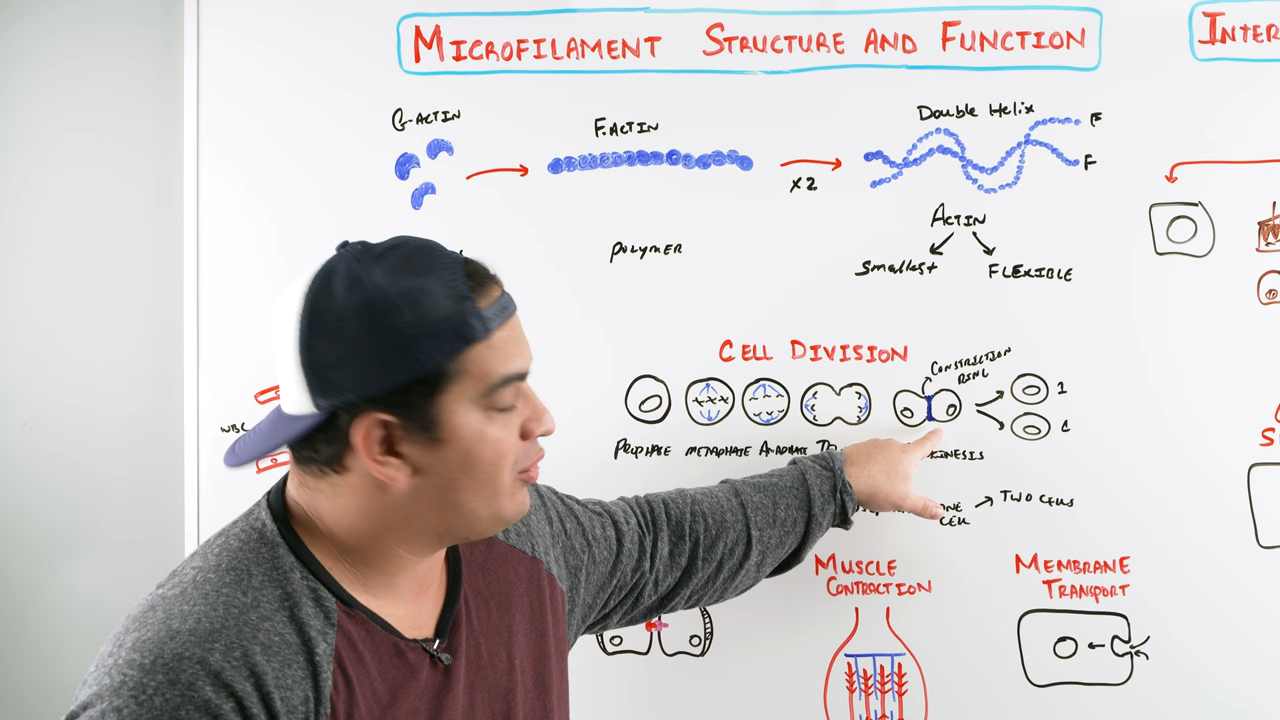 MICROFILAMENT STRUCTURE AND FUNCTION
INTER
G-ACTIN
F-ACTIN
Double Helix
F
F
x2
ACTIN
Smallest
FLEXIBLE
POLYMER
CELL DIVISION
CONSTRICTION
RING
1
WBC
PROPHASE METAPHASE ANAPHASE
KINESIS
TWO CELLS
CELL
MUSCLE
CONTRACTION
MEMBRANE
TRANSPORT